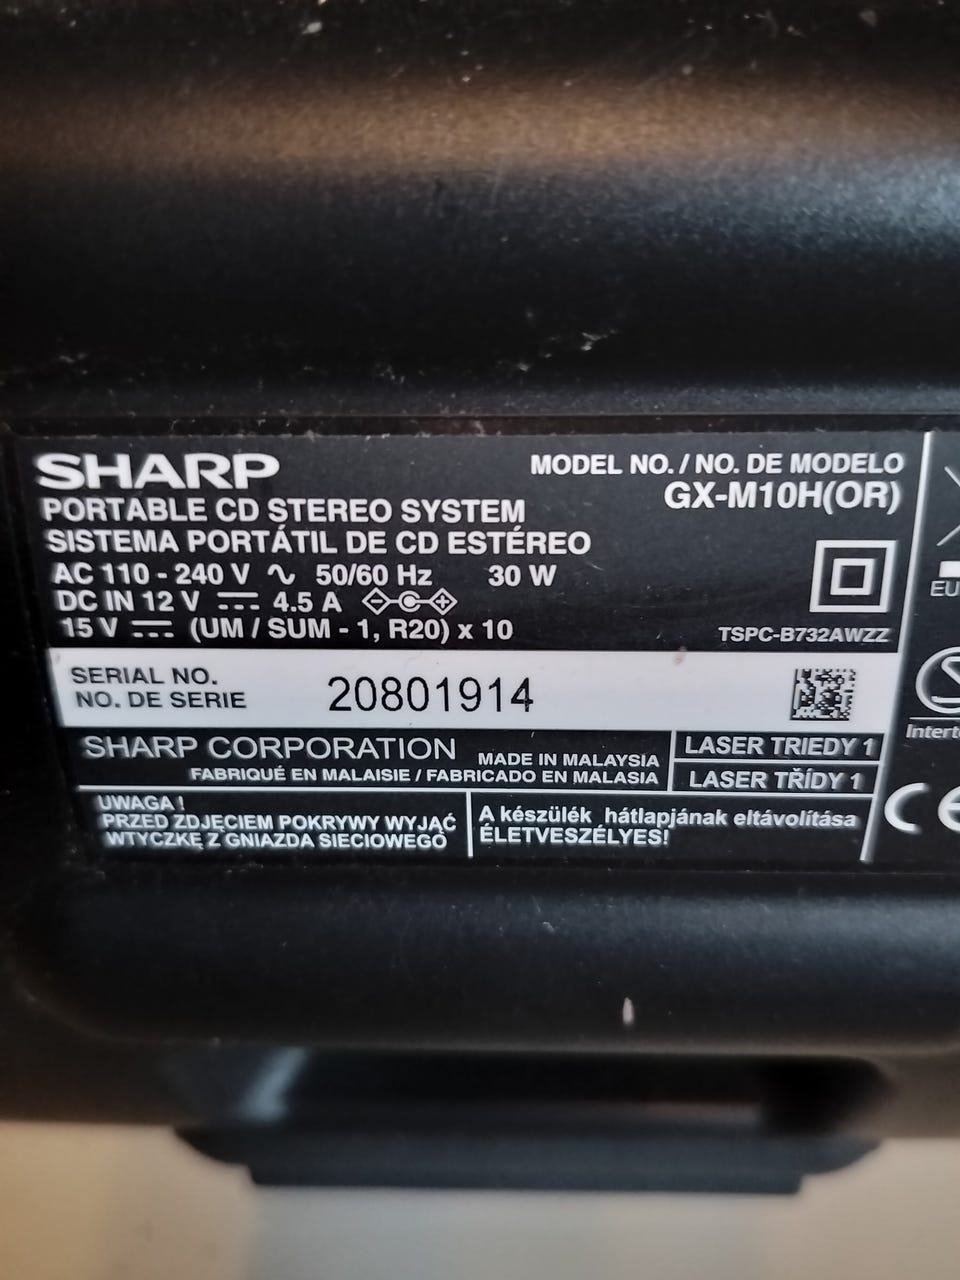 SHARP
MODEL NO. / NO. DE MODELO
GX-M10H(OR)
PORTABLE CD STEREO SYSTEM
SISTEMA PORTÁTIL DE CD ESTÉREO
AC 110 - 240 V ∿ 50/60 Hz 30 W
DC IN 12 V ⎓ 4.5 A
15 V ⎓ (UM / SUM - 1, R20) x 10
TSPC-B732AWZZ
SERIAL NO.
NO. DE SERIE
20801914
SHARP CORPORATION
MADE IN MALAYSIA
FABRIQUÉ EN MALAISIE / FABRICADO EN MALASIA
LASER TRIEDY 1
LASER TŘÍDY 1
UWAGA !
PRZED ZDJĘCIEM POKRYWY WYJĄĆ
WTYCZKĘ Z GNIAZDA SIECIOWEGO
A készülék hátlapjának eltávolítása
ÉLETVESZÉLYES!
EU
CE